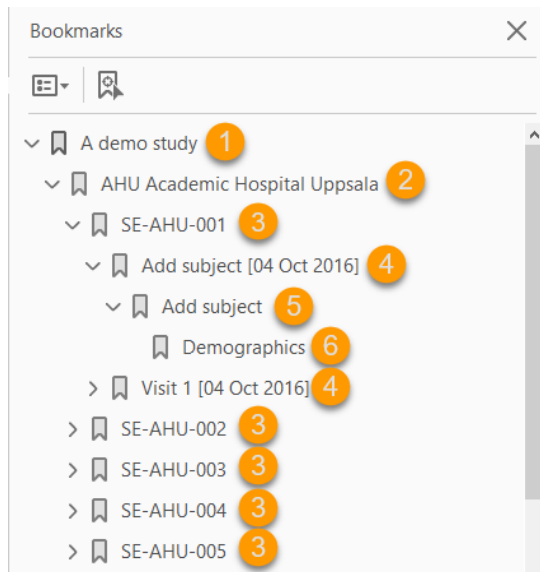 Bookmarks
A demo study 1
AHU Academic Hospital Uppsala 2
SE-AHU-001 3
Add subject [04 Oct 2016] 4
Add subject 5
Demographics 6
Visit 1 [04 Oct 2016] 4
SE-AHU-002 3
SE-AHU-003 3
SE-AHU-004 3
SE-AHU-005 3